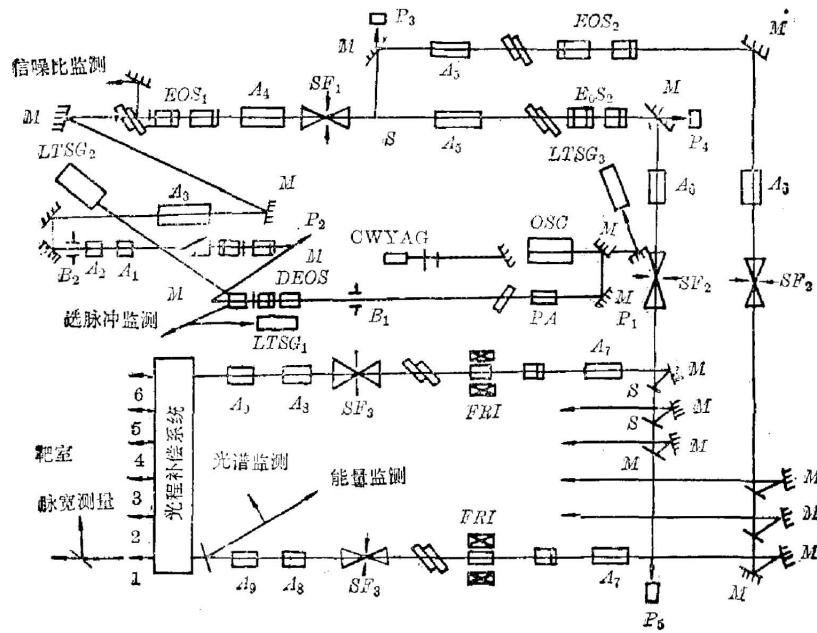 P₃
EOS₂
M
M
A₅
信噪比监测
EOS₁
A₄
SF₁
M
S
A₅
E₀S₂
M
P₄
LTSG₂
LTSG₃
A₆
A₅
M
A₃
P₂
CWYAG
OSC
M
B₂
A₂
A₁
M
DEOS
SF₂
SF₂
M
B₁
PA
M
P₁
选脉冲监测
LTSG₁
A₇
M
A₉
A₈
SF₃
FRI
S
M
6
5
4
3
2
1
光程补偿系统
S
M
M
靶室
光谱监测
能量监测
脉宽测量
FRI
M
M
M
A₉
A₈
SF₃
A₇
M
P₅